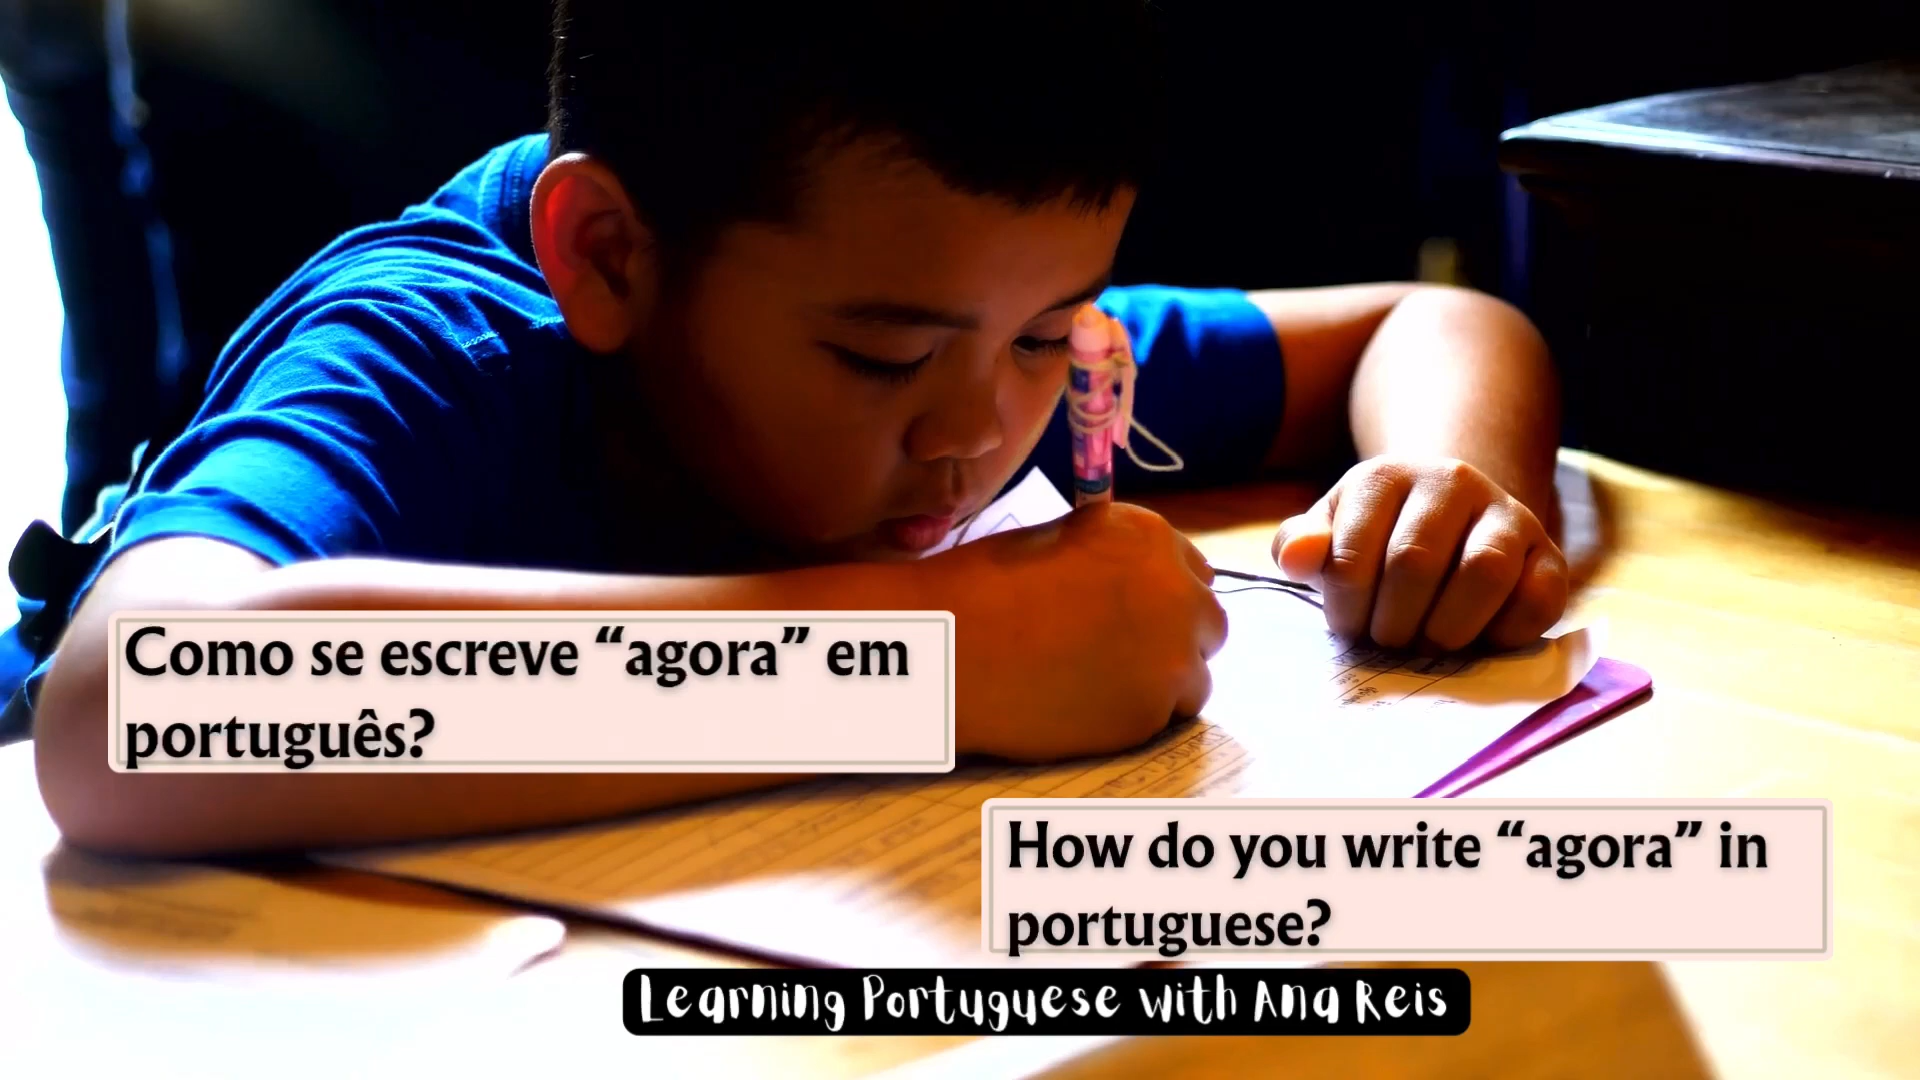 Como se escreve “agora” em
português?
How do you write “agora” in
portuguese?
Learning Portuguese with Ana Reis